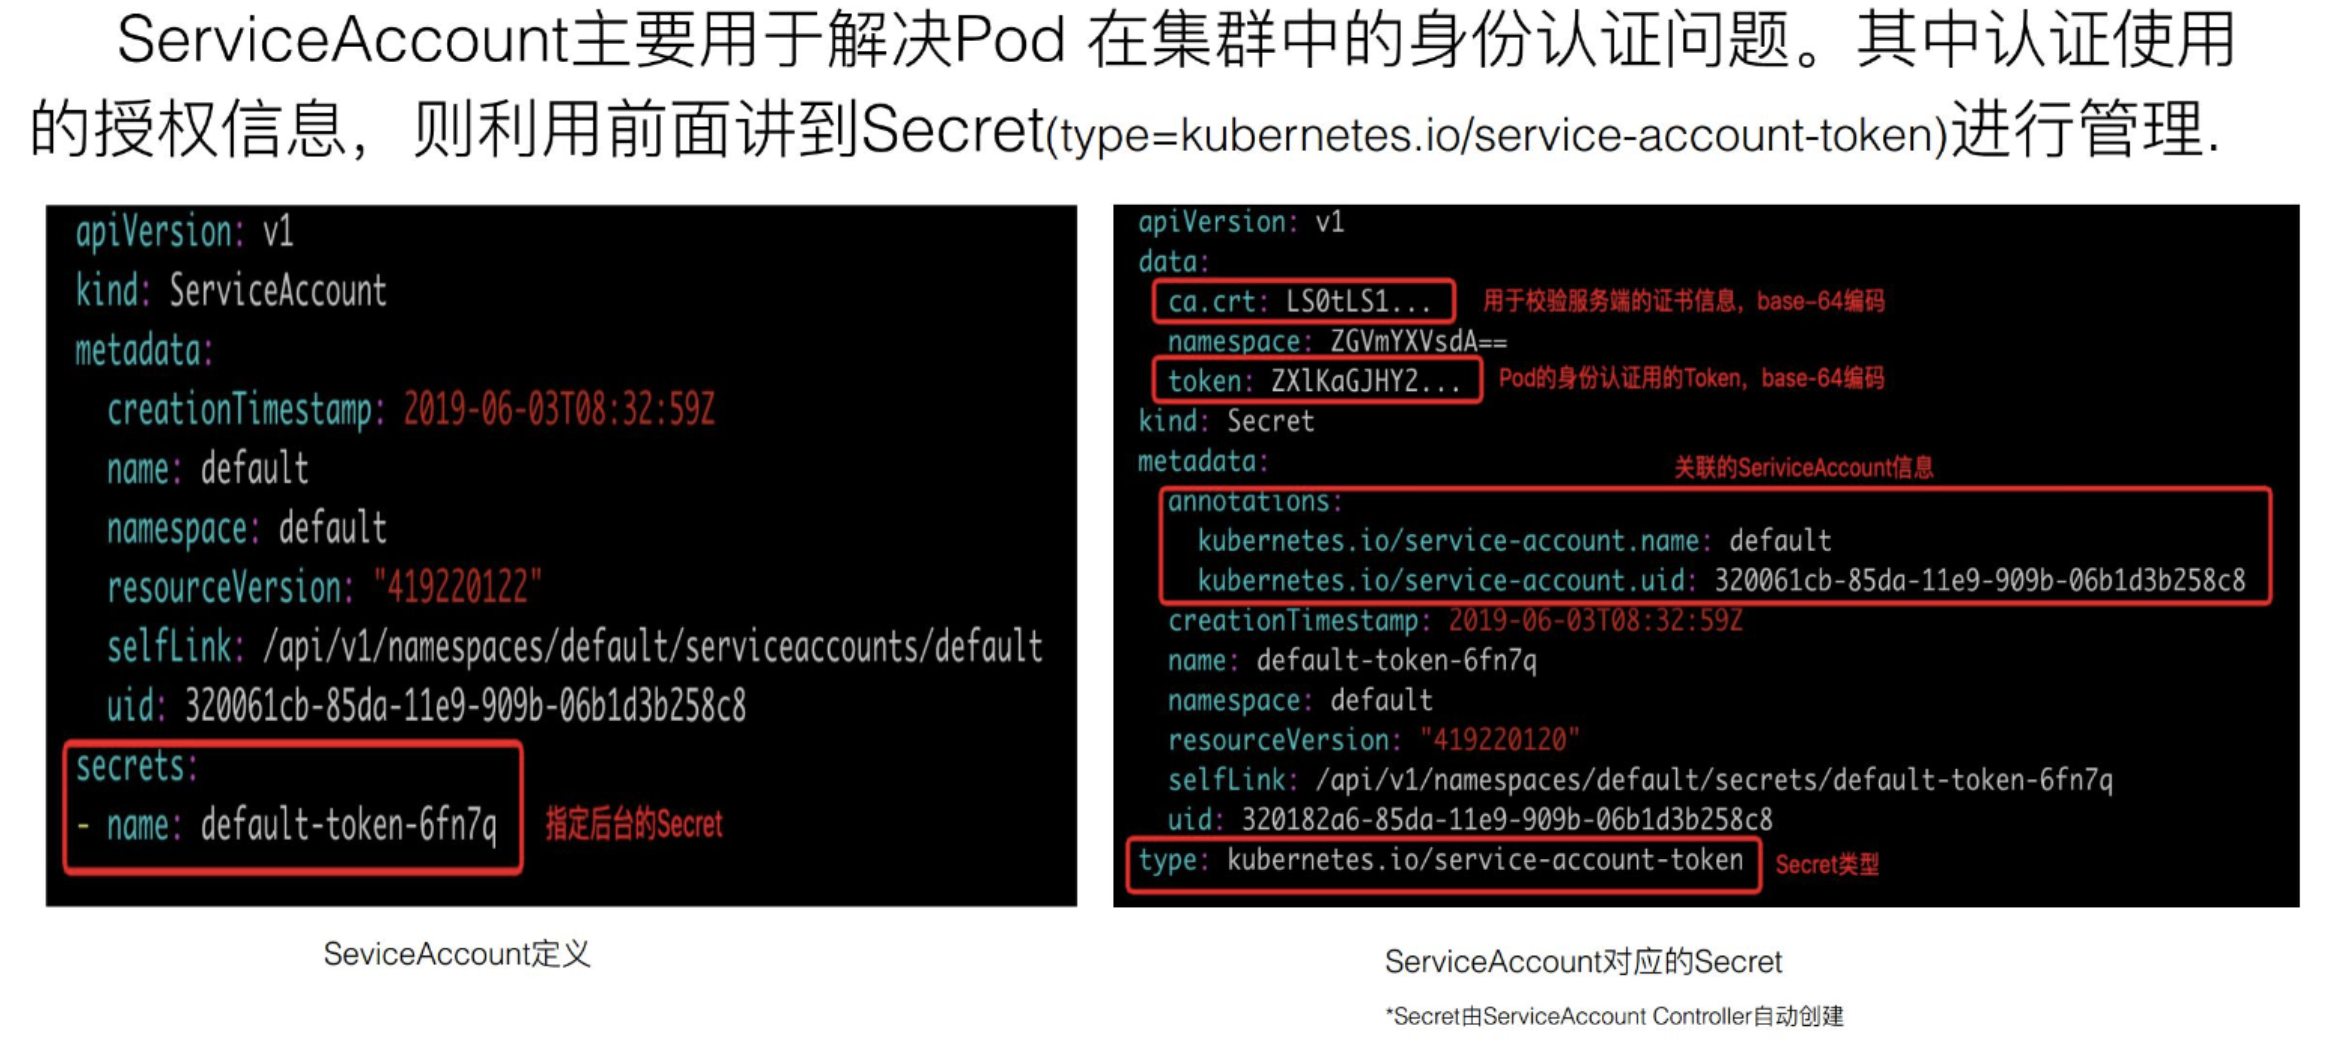 ServiceAccount主要用于解决Pod 在集群中的身份认证问题。其中认证使用
的授权信息，则利用前面讲到Secret(type=kubernetes.io/service-account-token)进行管理.
apiVersion: v1
kind: ServiceAccount
metadata:
  creationTimestamp: 2019-06-03T08:32:59Z
  name: default
  namespace: default
  resourceVersion: "419220122"
  selfLink: /api/v1/namespaces/default/serviceaccounts/default
  uid: 320061cb-85da-11e9-909b-06b1d3b258c8
secrets:
- name: default-token-6fn7q 指定后台的Secret
SeviceAccount定义
apiVersion: v1
data:
  ca.crt: LS0tLS1... 用于校验服务端的证书信息，base-64编码
  namespace: ZGVmYXVsdA==
  token: ZXlKaGJHY2... Pod的身份认证用的Token，base-64编码
kind: Secret
metadata:
关联的SeriviceAccount信息
  annotations:
    kubernetes.io/service-account.name: default
    kubernetes.io/service-account.uid: 320061cb-85da-11e9-909b-06b1d3b258c8
  creationTimestamp: 2019-06-03T08:32:59Z
  name: default-token-6fn7q
  namespace: default
  resourceVersion: "419220120"
  selfLink: /api/v1/namespaces/default/secrets/default-token-6fn7q
  uid: 320182a6-85da-11e9-909b-06b1d3b258c8
type: kubernetes.io/service-account-token Secret类型
ServiceAccount对应的Secret
*Secret由ServiceAccount Controller自动创建